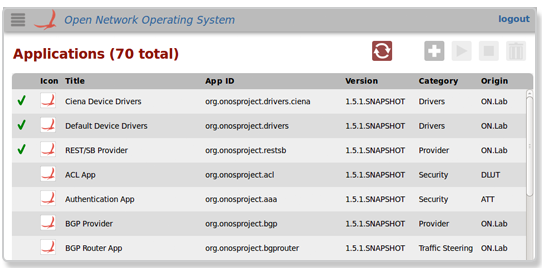 Open Network Operating System logout
Applications (70 total)
Icon Title App ID Version Category Origin
Ciena Device Drivers org.onosproject.drivers.ciena 1.5.1.SNAPSHOT Drivers ON.Lab
Default Device Drivers org.onosproject.drivers 1.5.1.SNAPSHOT Drivers ON.Lab
REST/SB Provider org.onosproject.restsb 1.5.1.SNAPSHOT Provider ON.Lab
ACL App org.onosproject.acl 1.5.1.SNAPSHOT Security DLUT
Authentication App org.onosproject.aaa 1.5.1.SNAPSHOT Security ATT
BGP Provider org.onosproject.bgp 1.5.1.SNAPSHOT Provider ON.Lab
BGP Router App org.onosproject.bgprouter 1.5.1.SNAPSHOT Traffic Steering ON.Lab